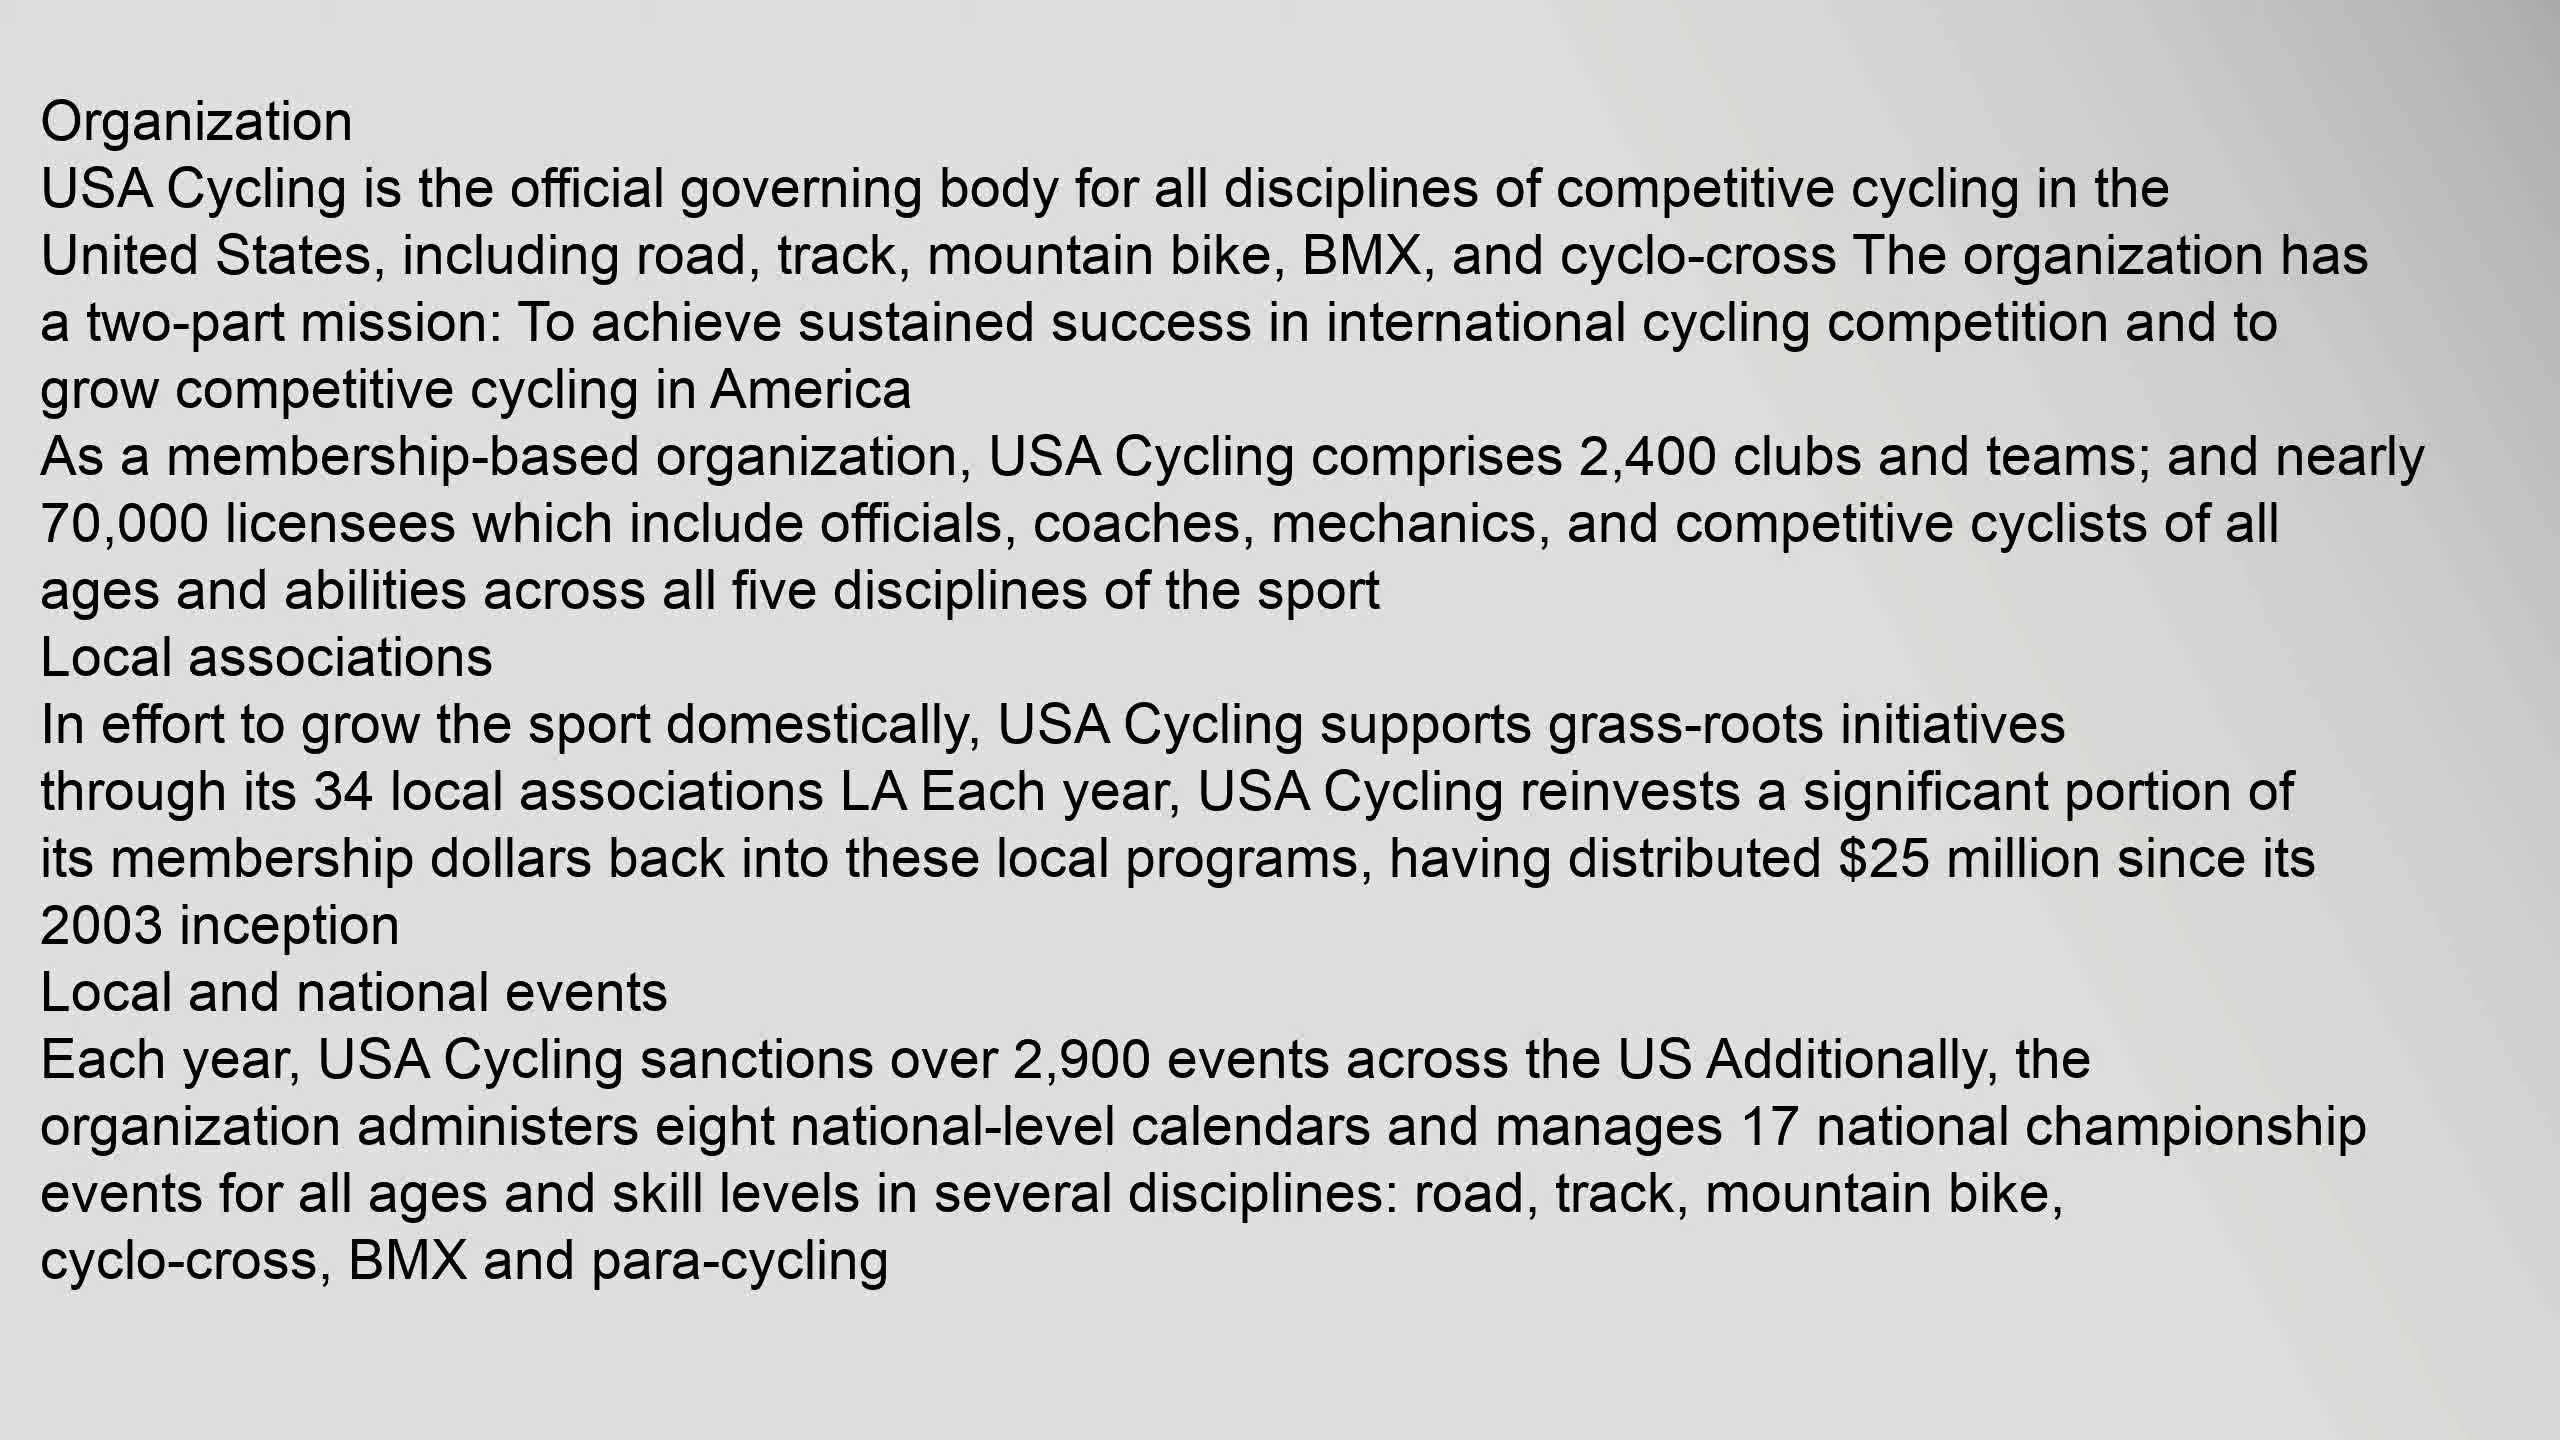 Organization
USA Cycling is the official governing body for all disciplines of competitive cycling in the
United States, including road, track, mountain bike, BMX, and cyclo-cross The organization has
a two-part mission: To achieve sustained success in international cycling competition and to
grow competitive cycling in America
As a membership-based organization, USA Cycling comprises 2,400 clubs and teams; and nearly
70,000 licensees which include officials, coaches, mechanics, and competitive cyclists of all
ages and abilities across all five disciplines of the sport
Local associations
In effort to grow the sport domestically, USA Cycling supports grass-roots initiatives
through its 34 local associations LA Each year, USA Cycling reinvests a significant portion of
its membership dollars back into these local programs, having distributed $25 million since its
2003 inception
Local and national events
Each year, USA Cycling sanctions over 2,900 events across the US Additionally, the
organization administers eight national-level calendars and manages 17 national championship
events for all ages and skill levels in several disciplines: road, track, mountain bike,
cyclo-cross, BMX and para-cycling